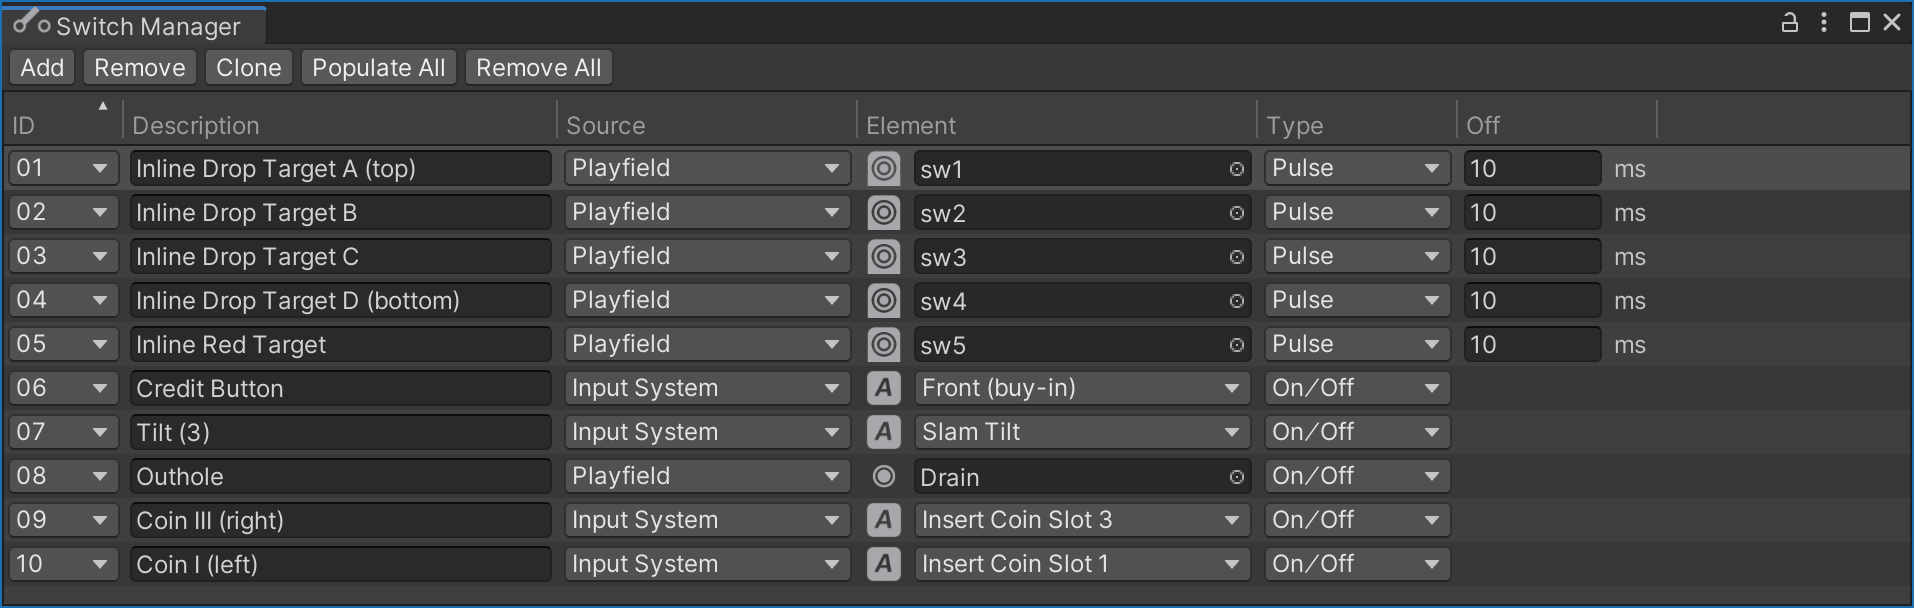 Switch Manager
Add Remove Clone Populate All Remove All
ID Description Source Element Type Off
01 Inline Drop Target A (top) Playfield sw1 Pulse 10 ms
02 Inline Drop Target B Playfield sw2 Pulse 10 ms
03 Inline Drop Target C Playfield sw3 Pulse 10 ms
04 Inline Drop Target D (bottom) Playfield sw4 Pulse 10 ms
05 Inline Red Target Playfield sw5 Pulse 10 ms
06 Credit Button Input System A Front (buy-in) On/Off
07 Tilt (3) Input System A Slam Tilt On/Off
08 Outhole Playfield Drain On/Off
09 Coin III (right) Input System A Insert Coin Slot 3 On/Off
10 Coin I (left) Input System A Insert Coin Slot 1 On/Off